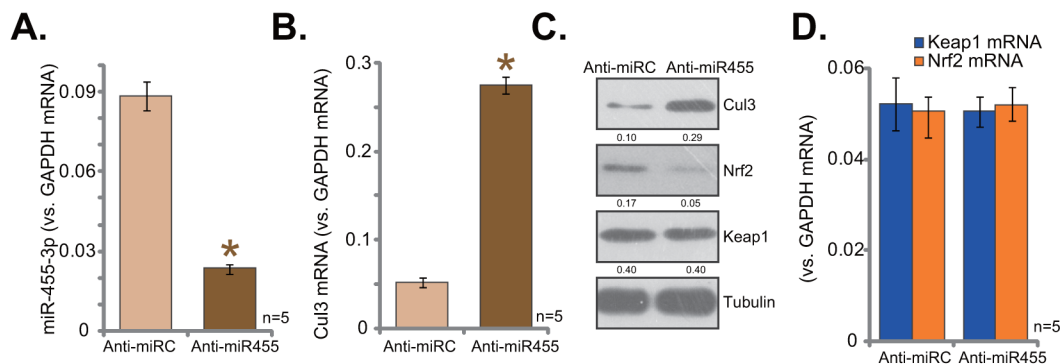 A.
miR-455-3p (vs. GAPDH mRNA)
0.09
0.06
0.03
0
*
n=5
Anti-miRC Anti-miR455
B.
Cul3 mRNA (vs. GAPDH mRNA)
0.3
0.2
0.1
0
*
n=5
Anti-miRC Anti-miR455
C.
Anti-miRC Anti-miR455
Cul3
0.10 0.29
Nrf2
0.17 0.05
Keap1
0.40 0.40
Tubulin
D.
Keap1 mRNA
Nrf2 mRNA
(vs. GAPDH mRNA)
0.06
0.04
0.02
0.00
n=5
Anti-miRC Anti-miR455